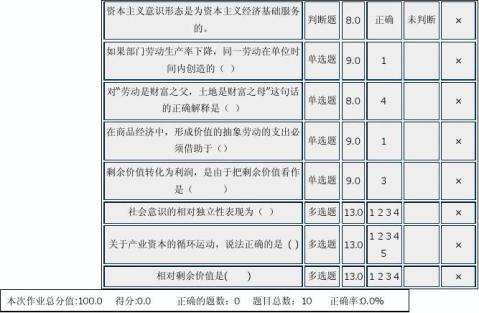 资本主义意识形态是为资本主义经济基础服务的。 判断题 8.0 正确 未判断 ×
如果部门劳动生产率下降，同一劳动在单位时间内创造的（ ） 单选题 9.0 1 ×
对“劳动是财富之父，土地是财富之母”这句话的正确解释是（ ） 单选题 8.0 4 ×
在商品经济中，形成价值的抽象劳动的支出必须借助于（） 单选题 9.0 1 ×
剩余价值转化为利润，是由于把剩余价值看作是（ ） 单选题 9.0 3 ×
社会意识的相对独立性表现为（ ） 多选题 13.0 1 2 3 4 ×
关于产业资本的循环运动，说法正确的是（ ） 多选题 13.0 1 2 3 4 5 ×
相对剩余价值是( ) 多选题 13.0 1 2 3 4 ×
本次作业总分值:100.0 得分:0.0 正确的题数：0 题目总数：10 正确率:0.0%